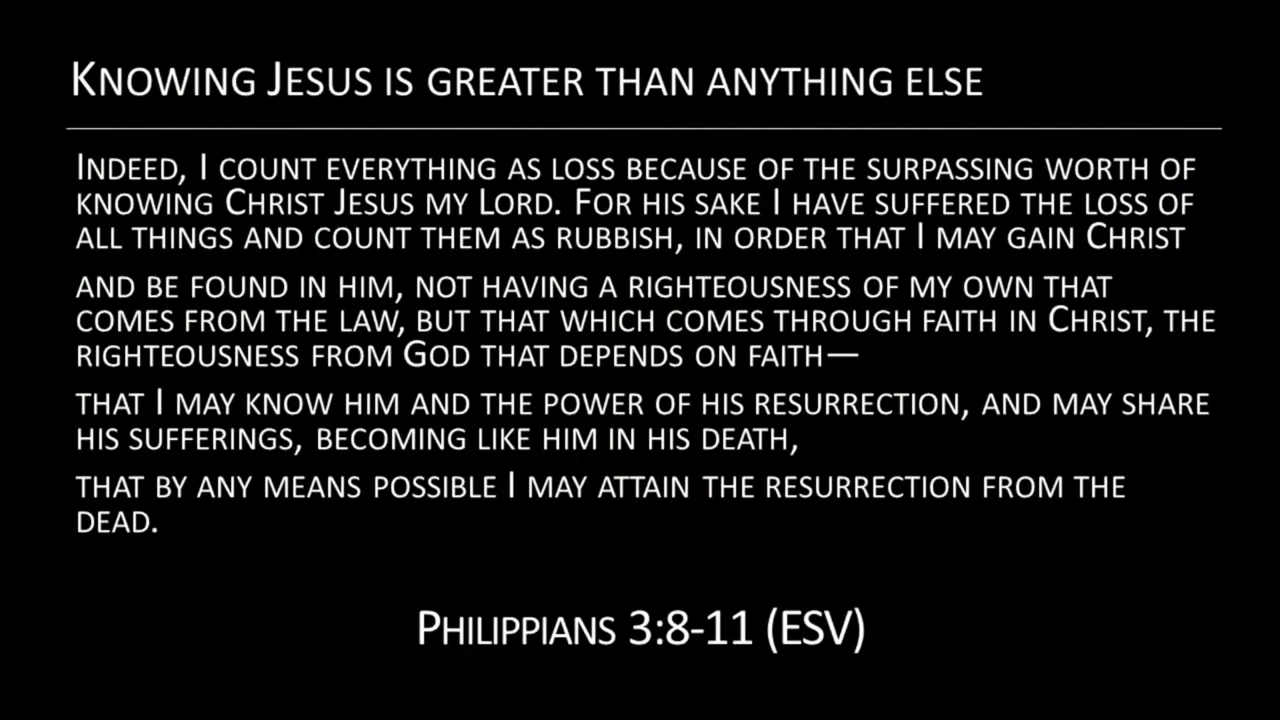 Knowing Jesus is greater than anything else
Indeed, I count everything as loss because of the surpassing worth of
knowing Christ Jesus my Lord. For his sake I have suffered the loss of
all things and count them as rubbish, in order that I may gain Christ
and be found in him, not having a righteousness of my own that
comes from the law, but that which comes through faith in Christ, the
righteousness from God that depends on faith—
that I may know him and the power of his resurrection, and may share
his sufferings, becoming like him in his death,
that by any means possible I may attain the resurrection from the
dead.
Philippians 3:8-11 (ESV)